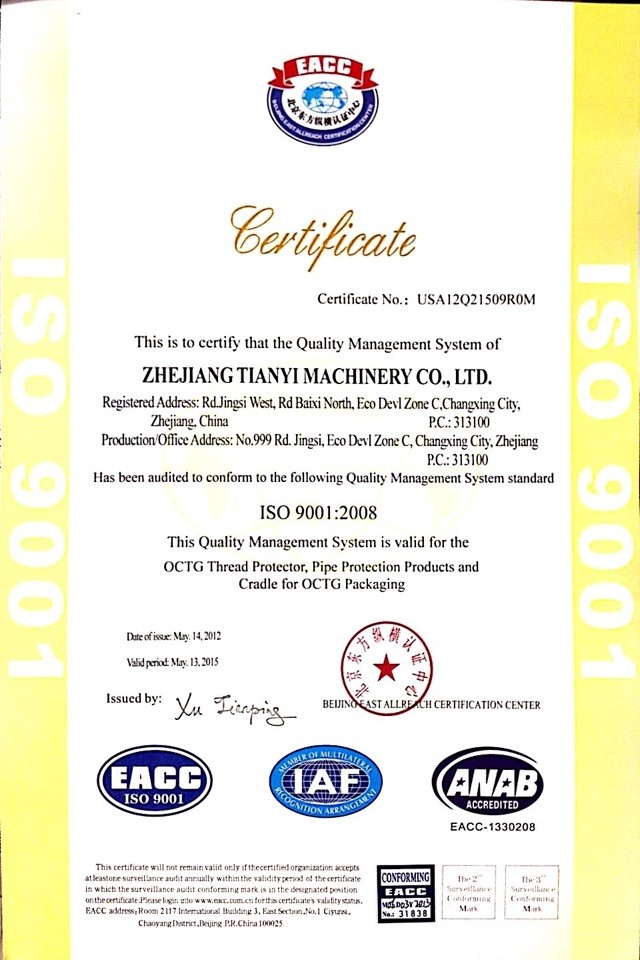 EACC
北京东方纵横认证中心
BEIJING EAST ALLREACH CERTIFICATION CENTER
Certificate
Certificate No.: USA12Q21509R0M
This is to certify that the Quality Management System of
ZHEJIANG TIANYI MACHINERY CO., LTD.
Registered Address: Rd.Jingsi West, Rd Baixi North, Eco Devl Zone C,Changxing City,
Zhejiang, China P.C.: 313100
Production/Office Address: No.999 Rd. Jingsi, Eco Devl Zone C, Changxing City, Zhejiang
P.C.: 313100
Has been audited to conform to the following Quality Management System standard
ISO 9001:2008
This Quality Management System is valid for the
OCTG Thread Protector, Pipe Protection Products and
Cradle for OCTG Packaging
ISO 9001
ISO 9001
Date of issue: May. 14, 2012
Valid period: May. 13, 2015
Issued by: Xu Tienping
北京东方纵横认证中心
BEIJING EAST ALLREACH CERTIFICATION CENTER
EACC
ISO 9001
MEMBER OF MULTILATERAL
IAF
RECOGNITION ARRANGEMENT
ANAB
ACCREDITED
EACC-1330208
This certificate will not remain valid only if the certified organization accepts
at leastone surveillance audit annually within the validity period of the certificate
in which the surveillance audit conforming mark is in the designated position
on the certificate .Please login into www.eacc.com.cn for this certificate's validity status.
EACC address: Room 2117 International Building 3, East Section, No.1 Ciyunsi,
Chaoyang District, Beijing P.R.China 100025
CONFORMING
EACC
No.: 31838
The 2nd
Surveillance
Conforming
Mark
The 3rd
Surveillance
Conforming
Mark